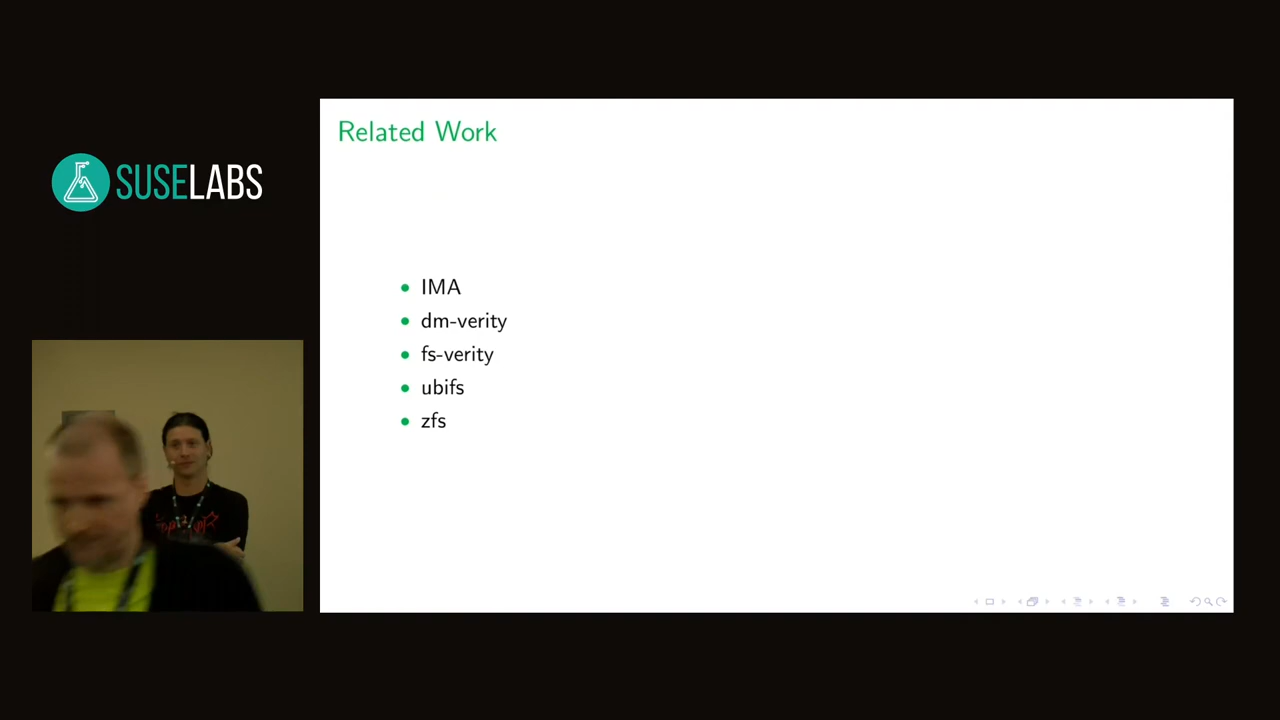 SUSELABS
Related Work
IMA
dm-verity
fs-verity
ubifs
zfs